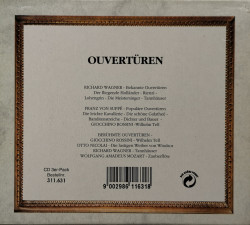 OUVERTÜREN
RICHARD WAGNER - Bekannte Ouvertüren:
Der fliegende Holländer - Rienzi -
Lohengrin - Die Meistersinger - Tannhäuser
FRANZ VON SUPPÉ - Populäre Ouvertüren:
Die leichte Kavallerie - Die schöne Galathée -
Banditenstreiche - Dichter und Bauer -
GIOCCHINO ROSSINI - Wilhelm Tell
BERÜHMTE OUVERTÜREN -
GIOCCHINO ROSSINI - Wilhelm Tell
OTTO NICOLAI - Die lustigen Weiber von Windsor
RICHARD WAGNER - Tannhäuser
WOLFGANG AMADEUS MOZART - Zauberflöte
CD 3er-Pack
Bestellnr.
311.631
9 002986 116318